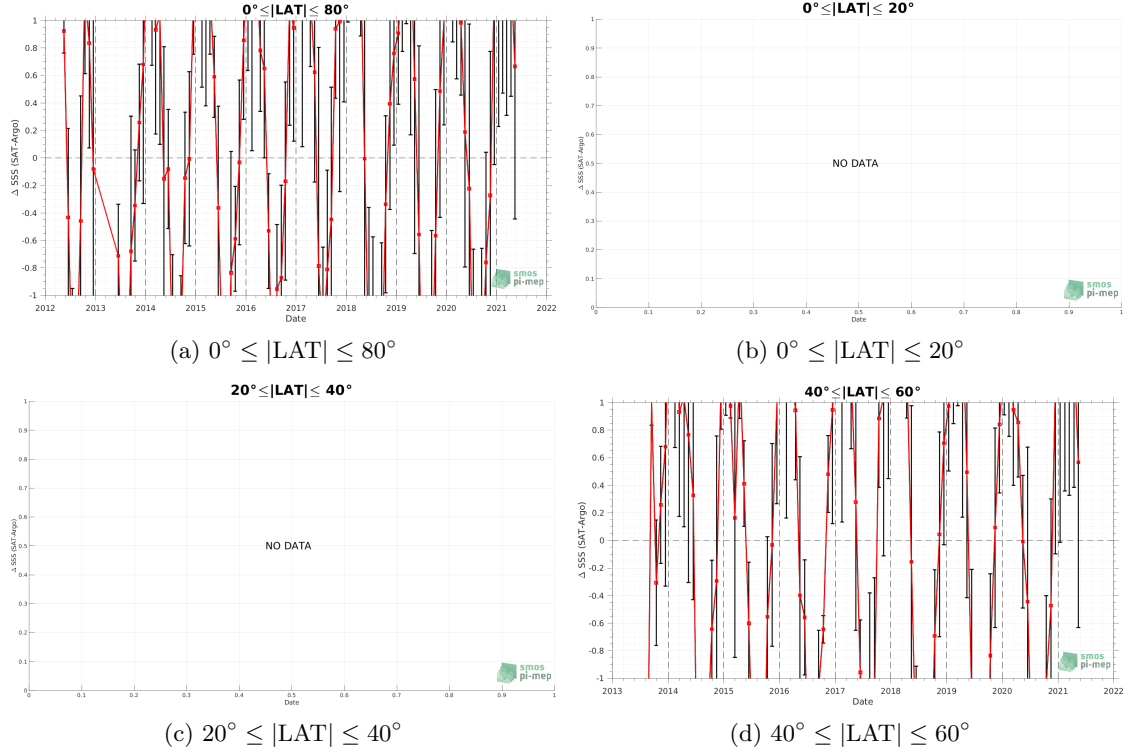 0°≤|LAT|≤ 80°
Δ SSS (SAT-Argo)
1
0.8
0.6
0.4
0.2
0
-0.2
-0.4
-0.6
-0.8
-1
2012 2013 2014 2015 2016 2017 2018 2019 2020 2021 2022
Date
smos
pi-mep
(a) 0° ≤ |LAT| ≤ 80°
0°≤|LAT|≤ 20°
Δ SSS (SAT-Argo)
1
0.9
0.8
0.7
0.6
0.5
0.4
0.3
0.2
0.1
0
NO DATA
0 0.1 0.2 0.3 0.4 0.5 0.6 0.7 0.8 0.9 1
Date
smos
pi-mep
(b) 0° ≤ |LAT| ≤ 20°
20°≤|LAT|≤ 40°
Δ SSS (SAT-Argo)
1
0.9
0.8
0.7
0.6
0.5
0.4
0.3
0.2
0.1
0
NO DATA
0 0.1 0.2 0.3 0.4 0.5 0.6 0.7 0.8 0.9 1
Date
smos
pi-mep
(c) 20° ≤ |LAT| ≤ 40°
40°≤|LAT|≤ 60°
Δ SSS (SAT-Argo)
1
0.8
0.6
0.4
0.2
0
-0.2
-0.4
-0.6
-0.8
-1
2013 2014 2015 2016 2017 2018 2019 2020 2021 2022
Date
smos
pi-mep
(d) 40° ≤ |LAT| ≤ 60°